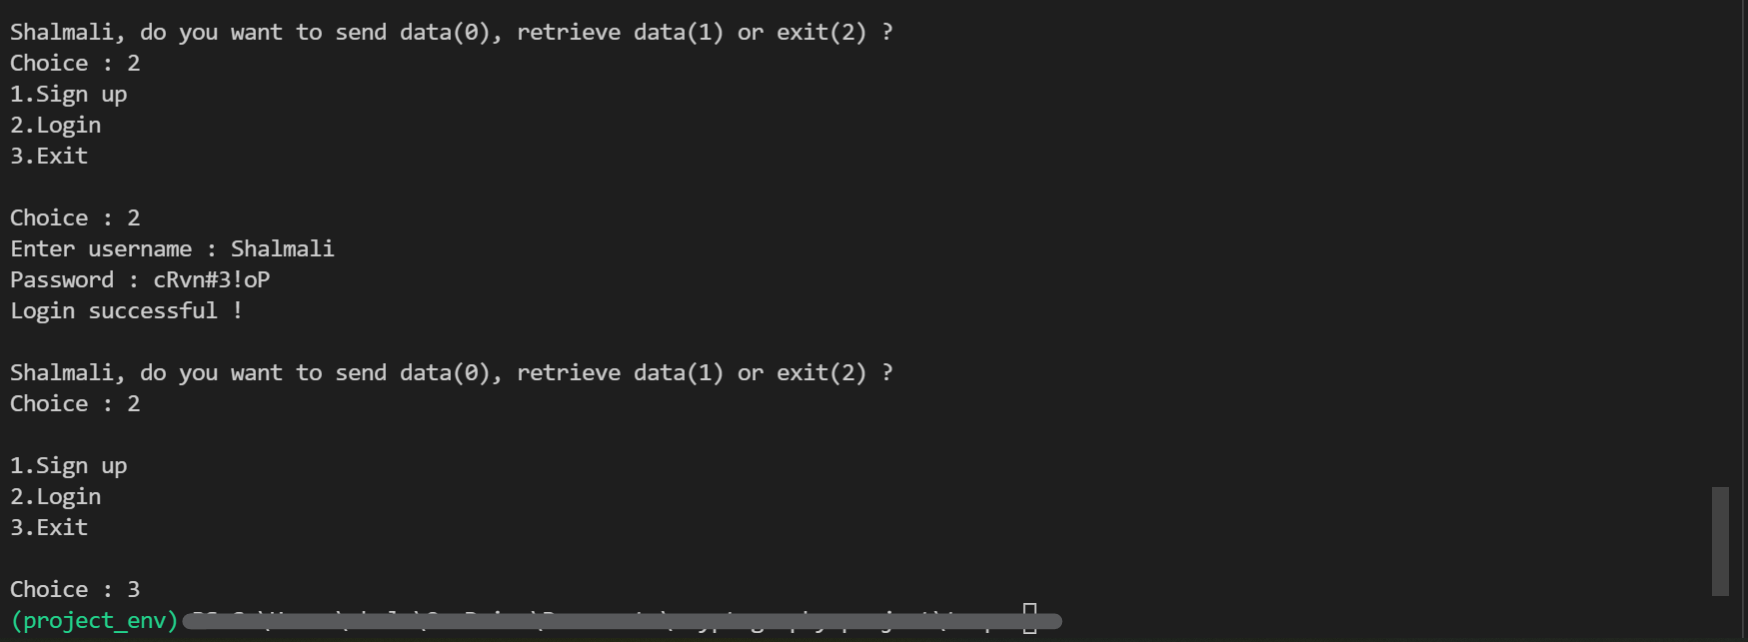 Shalmali, do you want to send data(0), retrieve data(1) or exit(2) ?
Choice : 2
1.Sign up
2.Login
3.Exit
Choice : 2
Enter username : Shalmali
Password : cRvn#3!oP
Login successful !
Shalmali, do you want to send data(0), retrieve data(1) or exit(2) ?
Choice : 2
1.Sign up
2.Login
3.Exit
Choice : 3
(project_env)